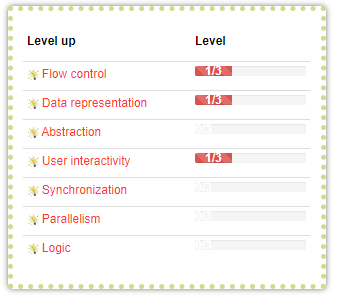 Level up Level
Flow control 1/3
Data representation 1/3
Abstraction
User interactivity 1/3
Synchronization
Parallelism
Logic